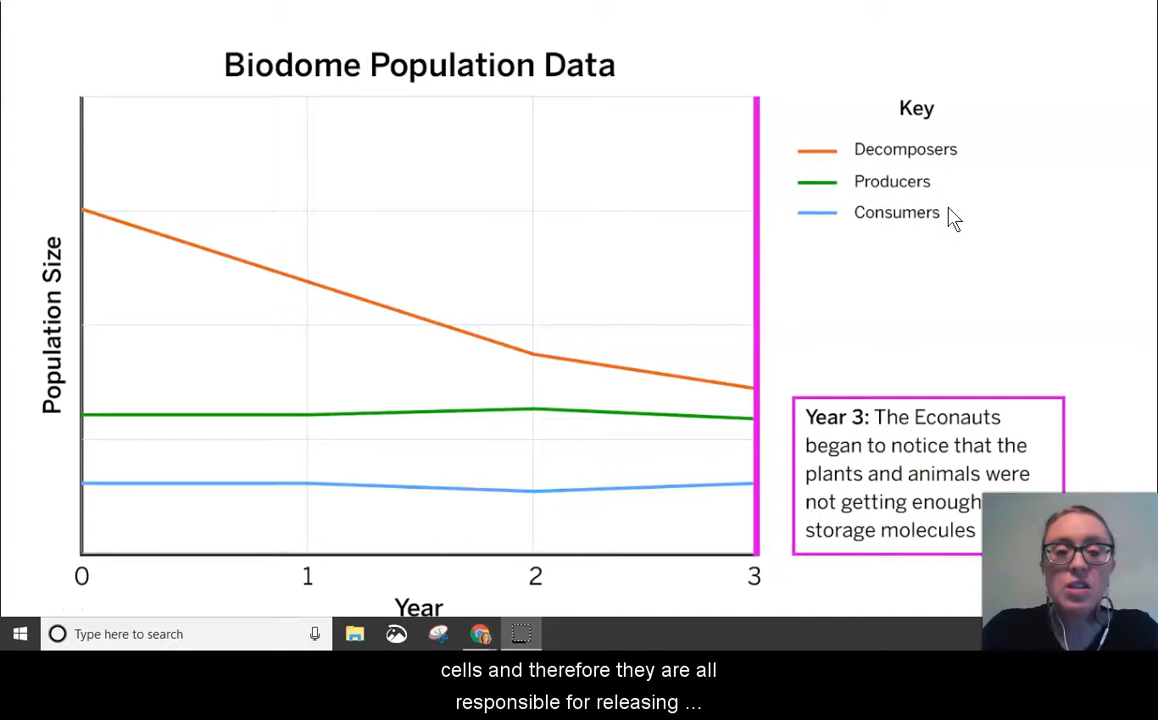 Biodome Population Data
Key
Decomposers
Producers
Consumers
Population Size
Year 3: The Econauts
began to notice that the
plants and animals were
not getting enough
storage molecules
0 1 2 3
Year
Type here to search
cells and therefore they are all
responsible for releasing ...